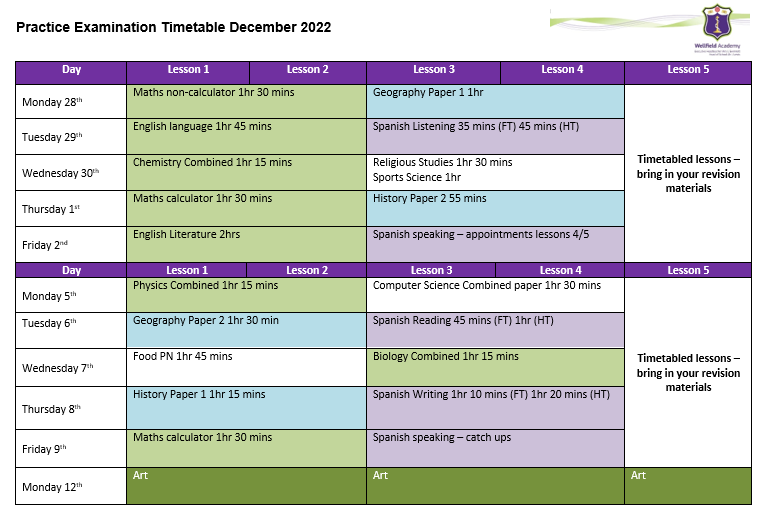 Practice Examination Timetable December 2022
Wellfield Academy
Day Lesson 1 Lesson 2 Lesson 3 Lesson 4 Lesson 5
Monday 28th Maths non-calculator 1hr 30 mins Geography Paper 1 1hr
Tuesday 29th English language 1hr 45 mins Spanish Listening 35 mins (FT) 45 mins (HT)
Wednesday 30th Chemistry Combined 1hr 15 mins Religious Studies 1hr 30 mins
Sports Science 1hr
Thursday 1st Maths calculator 1hr 30 mins History Paper 2 55 mins
Friday 2nd English Literature 2hrs Spanish speaking – appointments lessons 4/5
Timetabled lessons –
bring in your revision
materials
Day Lesson 1 Lesson 2 Lesson 3 Lesson 4 Lesson 5
Monday 5th Physics Combined 1hr 15 mins Computer Science Combined paper 1hr 30 mins
Tuesday 6th Geography Paper 2 1hr 30 min Spanish Reading 45 mins (FT) 1hr (HT)
Wednesday 7th Food PN 1hr 45 mins Biology Combined 1hr 15 mins
Thursday 8th History Paper 1 1hr 15 mins Spanish Writing 1hr 10 mins (FT) 1hr 20 mins (HT)
Friday 9th Maths calculator 1hr 30 mins Spanish speaking – catch ups
Timetabled lessons –
bring in your revision
materials
Monday 12th Art Art Art